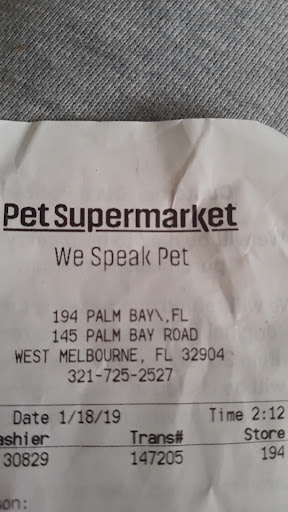 Pet Supermarket
We Speak Pet
194 PALM BAY\,FL
145 PALM BAY ROAD
WEST MELBOURNE, FL 32904
321-725-2527
Date 1/18/19 Time 2:12
ashier Trans# Store
30829 147205 194
son: